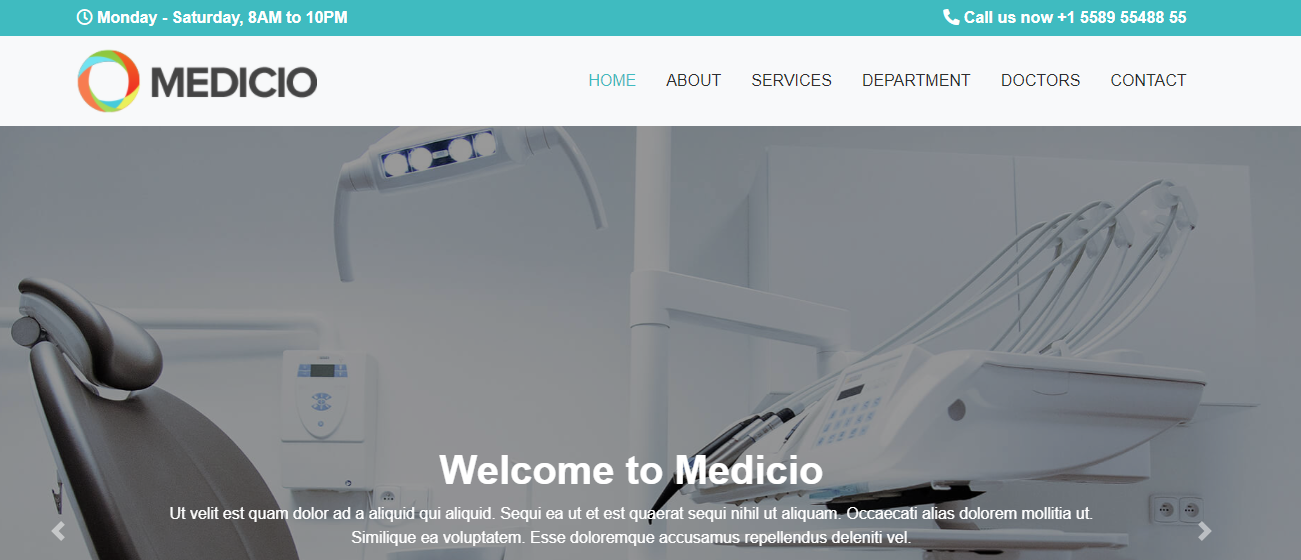 Monday - Saturday, 8AM to 10PM
Call us now +1 5589 55488 55
MEDICIO
HOME ABOUT SERVICES DEPARTMENT DOCTORS CONTACT
Welcome to Medicio
Ut velit est quam dolor ad a aliquid qui aliquid. Sequi ea ut et est quaerat sequi nihil ut aliquam. Occaecati alias dolorem mollitia ut.
Similique ea voluptatem. Esse doloremque accusamus repellendus deleniti vel.